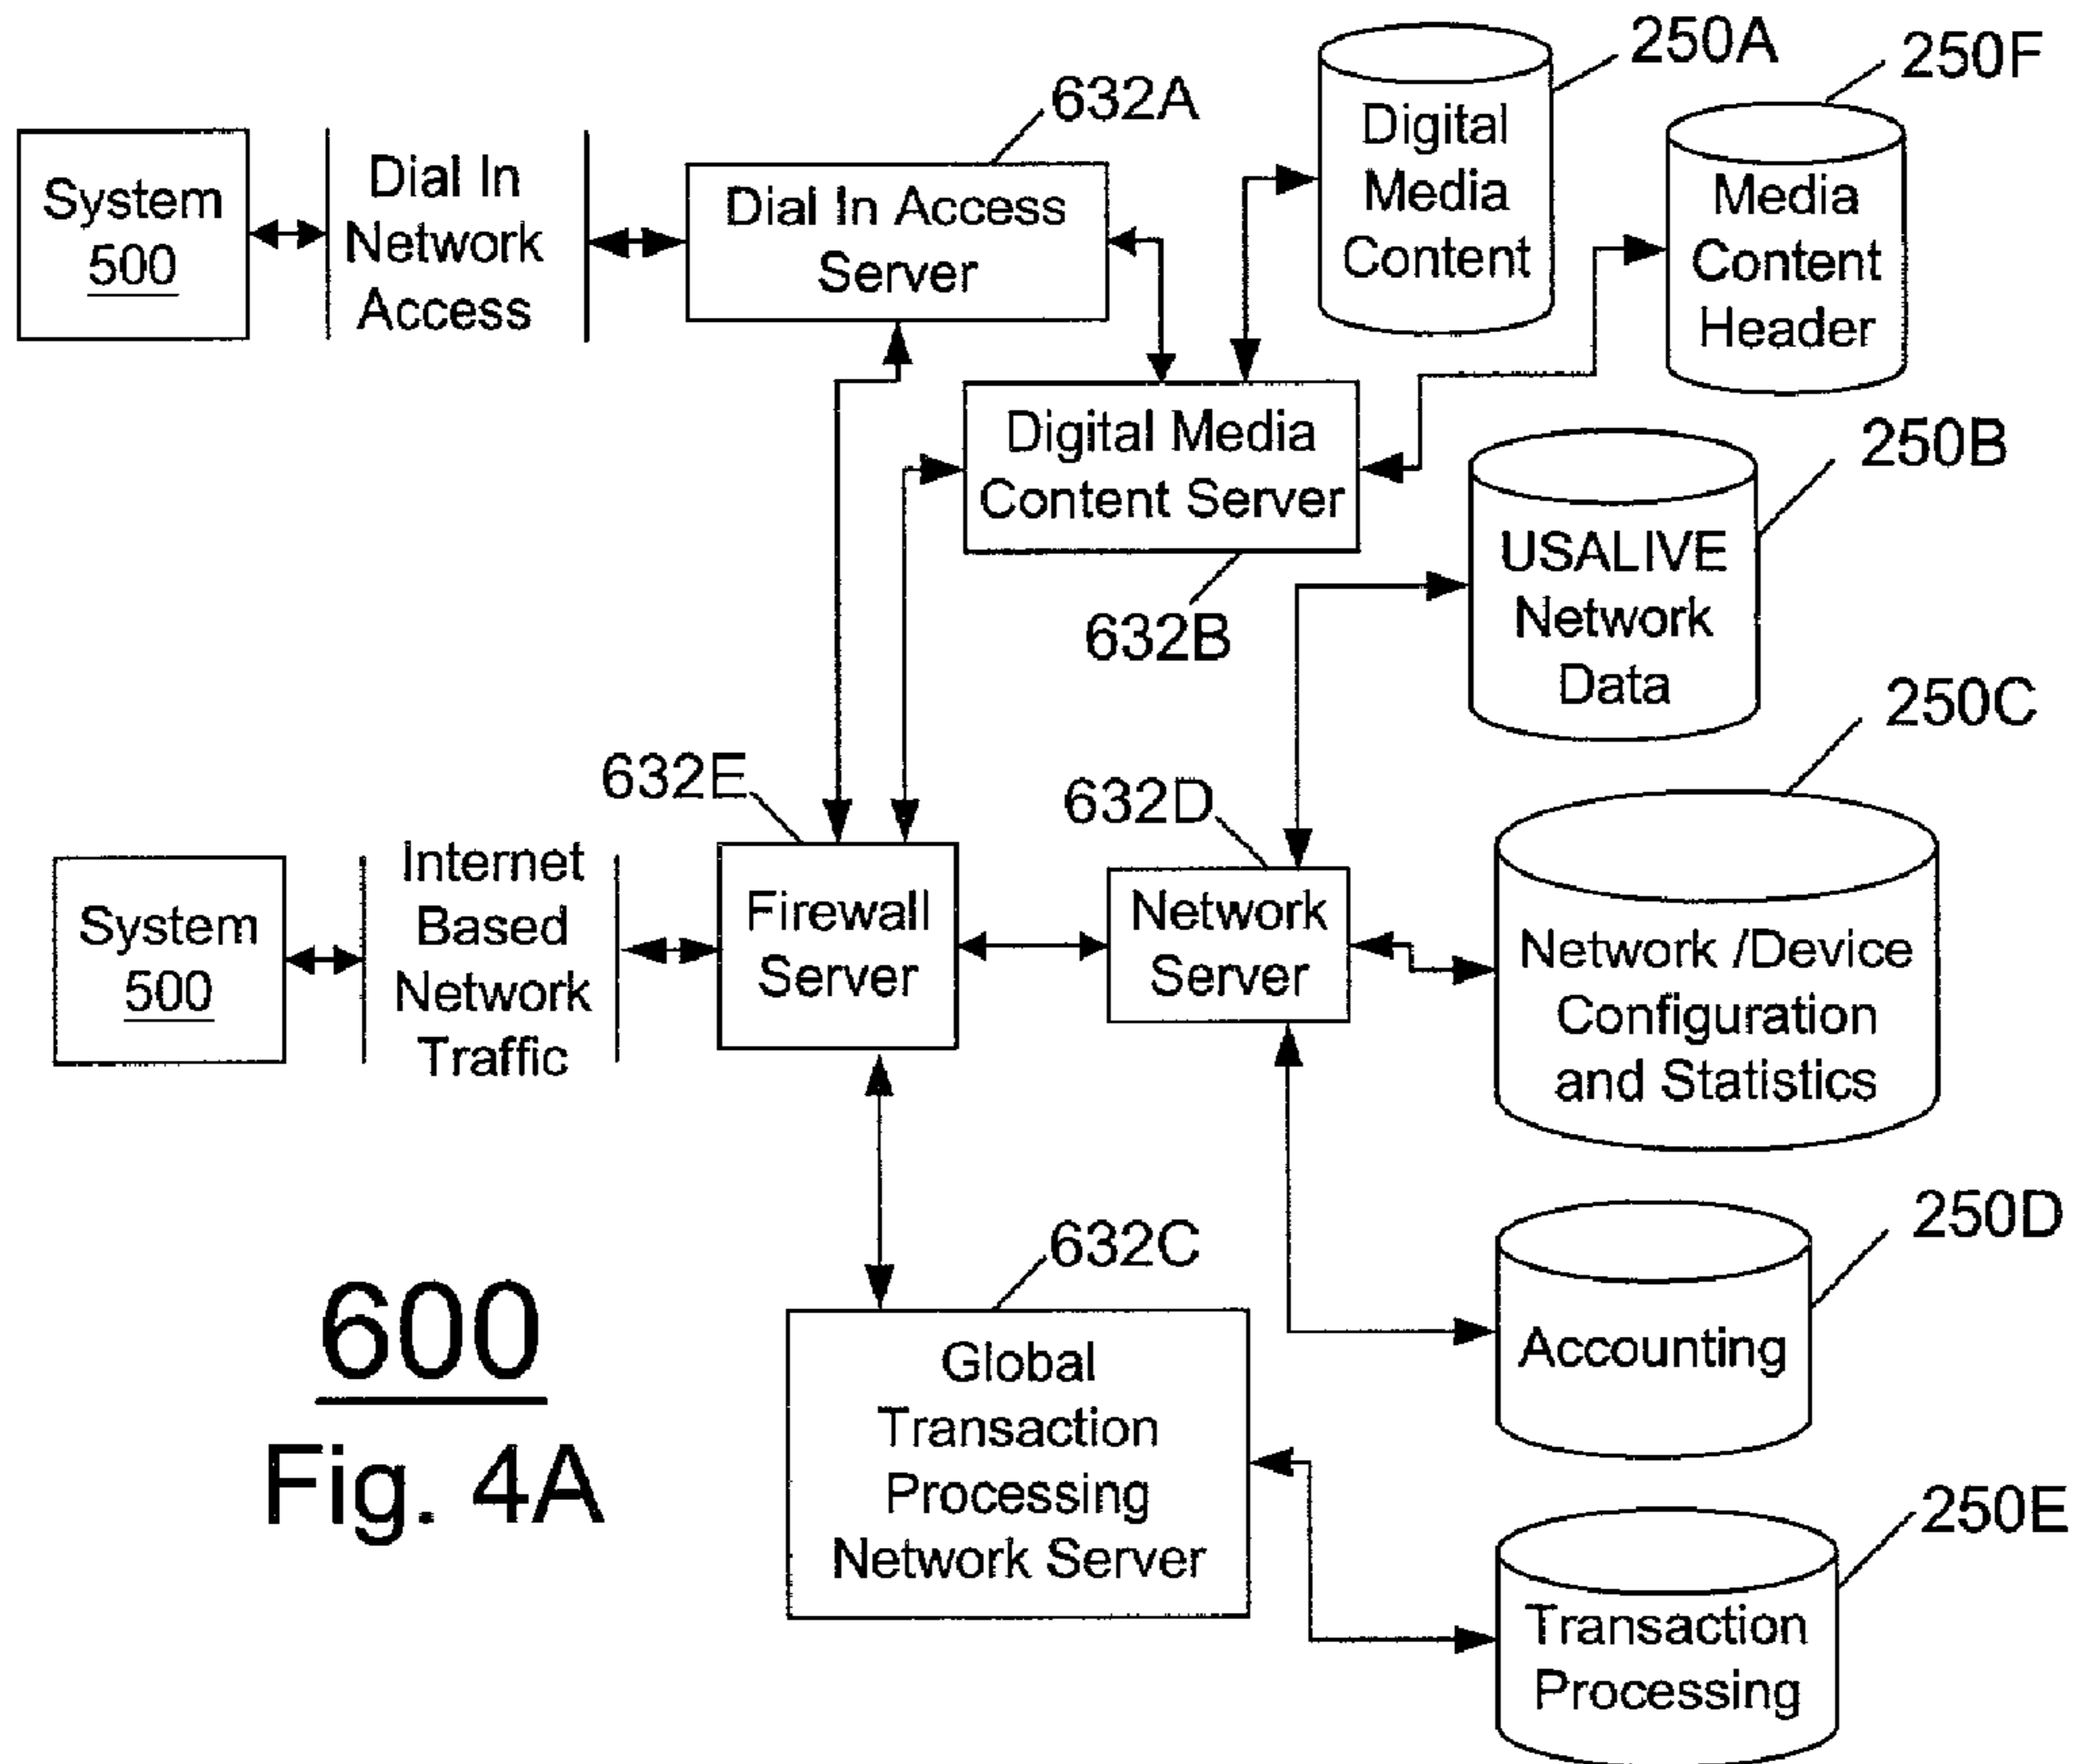 250A
250F
632A
System
500
Dial In
Network
Access
Dial In Access
Server
Digital
Media
Content
Media
Content
Header
Digital Media
Content Server
632B
250B
USALIVE
Network
Data
250C
632E
632D
System
500
Internet
Based
Network
Traffic
Firewall
Server
Network
Server
Network /Device
Configuration
and Statistics
250D
632C
Accounting
Global
Transaction
Processing
Network Server
250E
Transaction
Processing
600
Fig. 4A